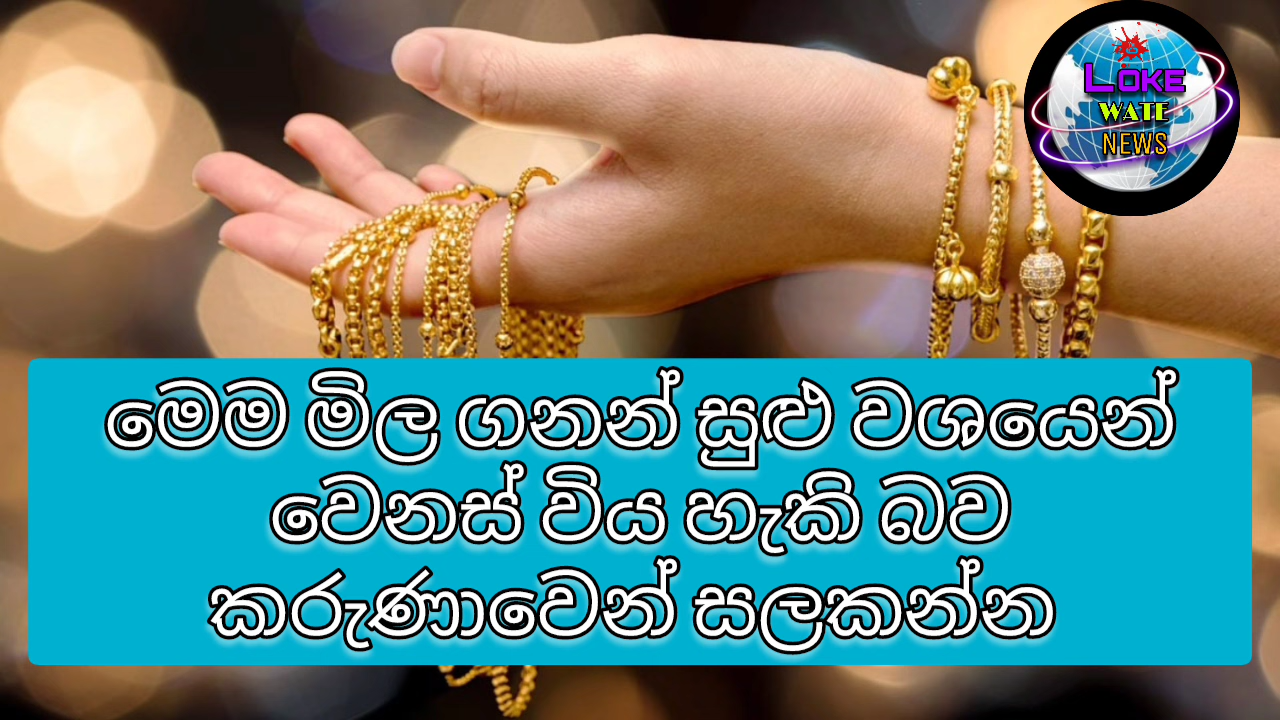 LOKE
WATE
NEWS
මෙම මිල ගනන් සුළු වශයෙන්
වෙනස් විය හැකි බව
කරුණාවෙන් සලකන්න